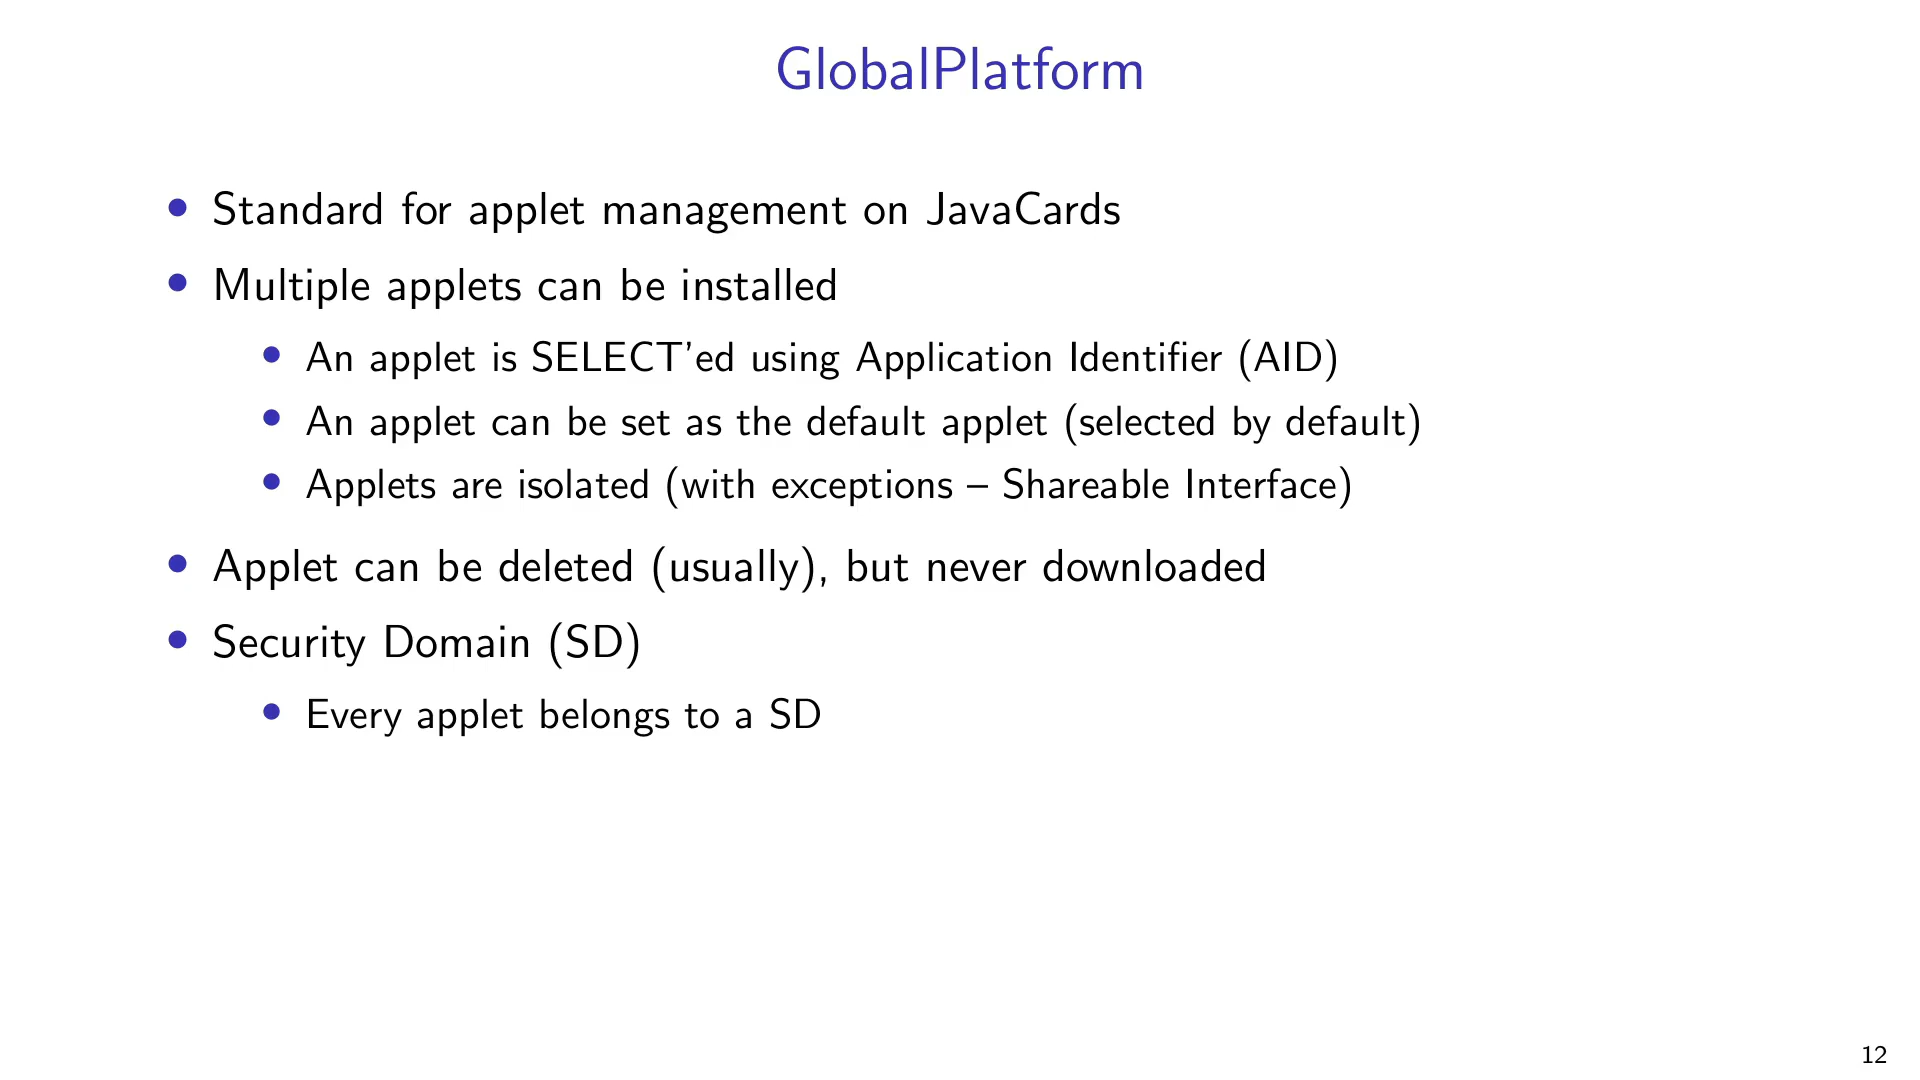 GlobalPlatform
• Standard for applet management on JavaCards
• Multiple applets can be installed
• An applet is SELECT’ed using Application Identifier (AID)
• An applet can be set as the default applet (selected by default)
• Applets are isolated (with exceptions – Shareable Interface)
• Applet can be deleted (usually), but never downloaded
• Security Domain (SD)
• Every applet belongs to a SD
12